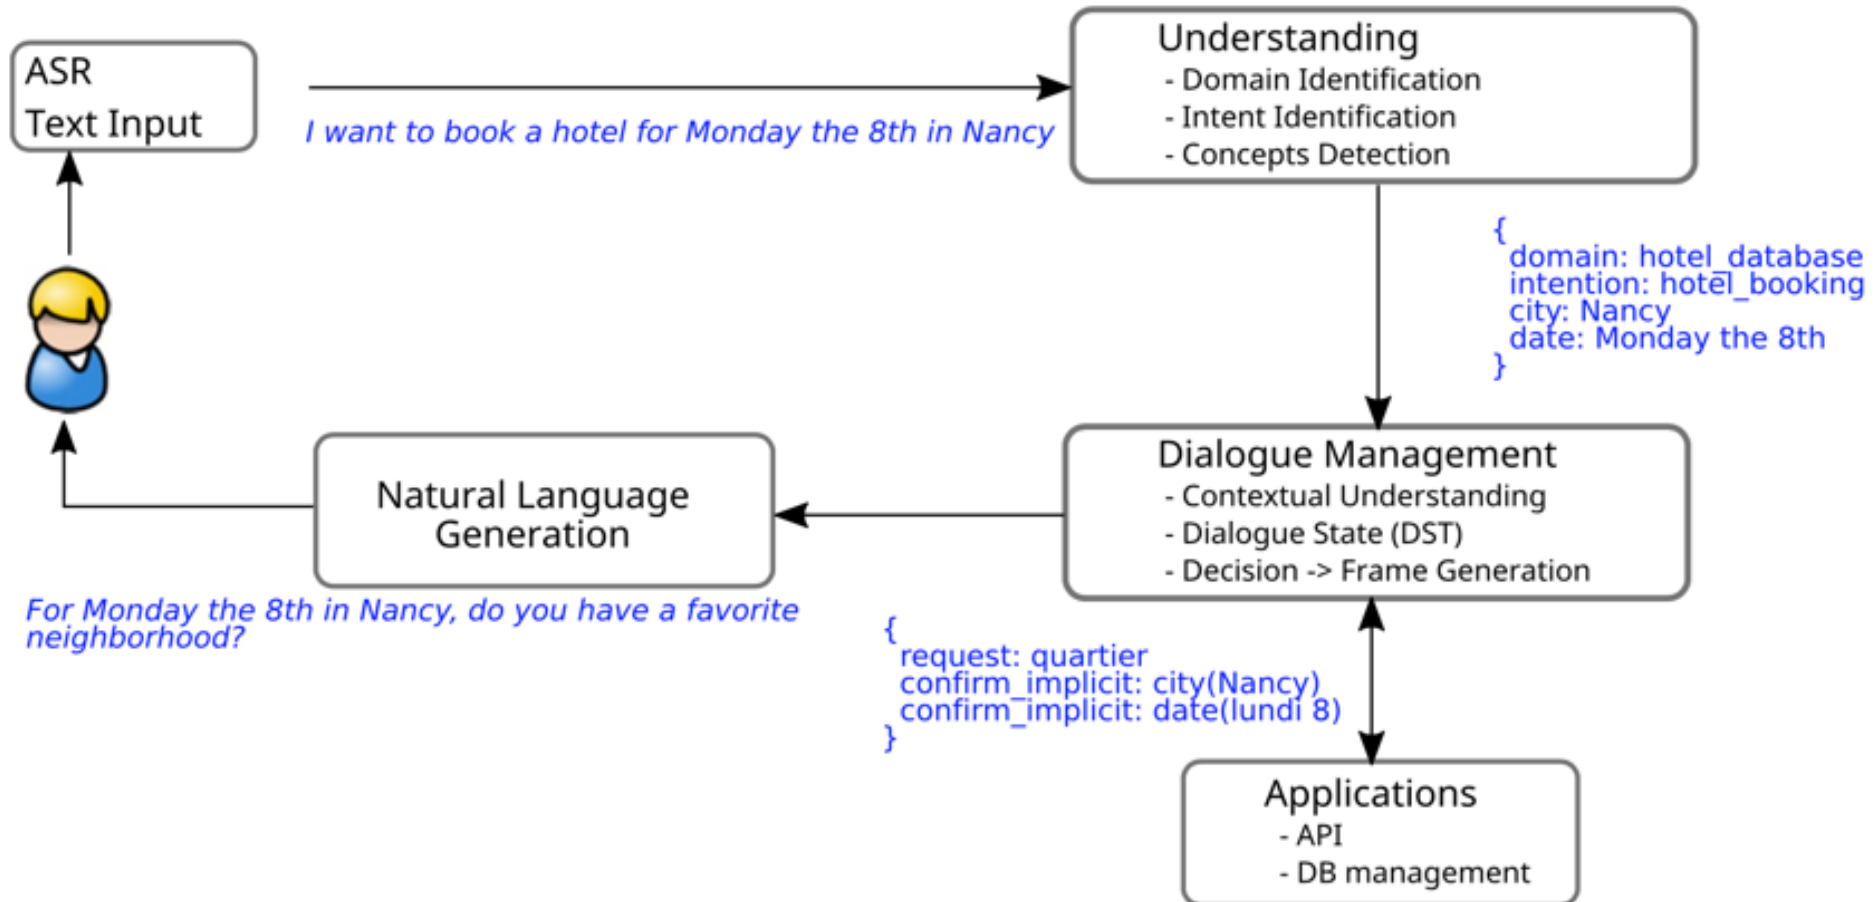 ASR
Text Input
I want to book a hotel for Monday the 8th in Nancy
Understanding
- Domain Identification
- Intent Identification
- Concepts Detection
{
domain: hotel_database
intention: hotel_booking
city: Nancy
date: Monday the 8th
}
Dialogue Management
- Contextual Understanding
- Dialogue State (DST)
- Decision -> Frame Generation
Natural Language
Generation
For Monday the 8th in Nancy, do you have a favorite
neighborhood?
{
request: quartier
confirm_implicit: city(Nancy)
confirm_implicit: date(lundi 8)
}
Applications
- API
- DB management